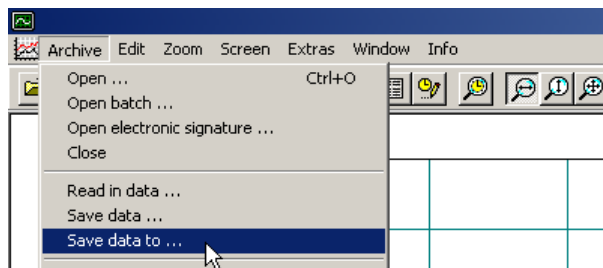 Archive Edit Zoom Screen Extras Window Info
Open ... Ctrl+O
Open batch ...
Open electronic signature ...
Close
Read in data ...
Save data ...
Save data to ...